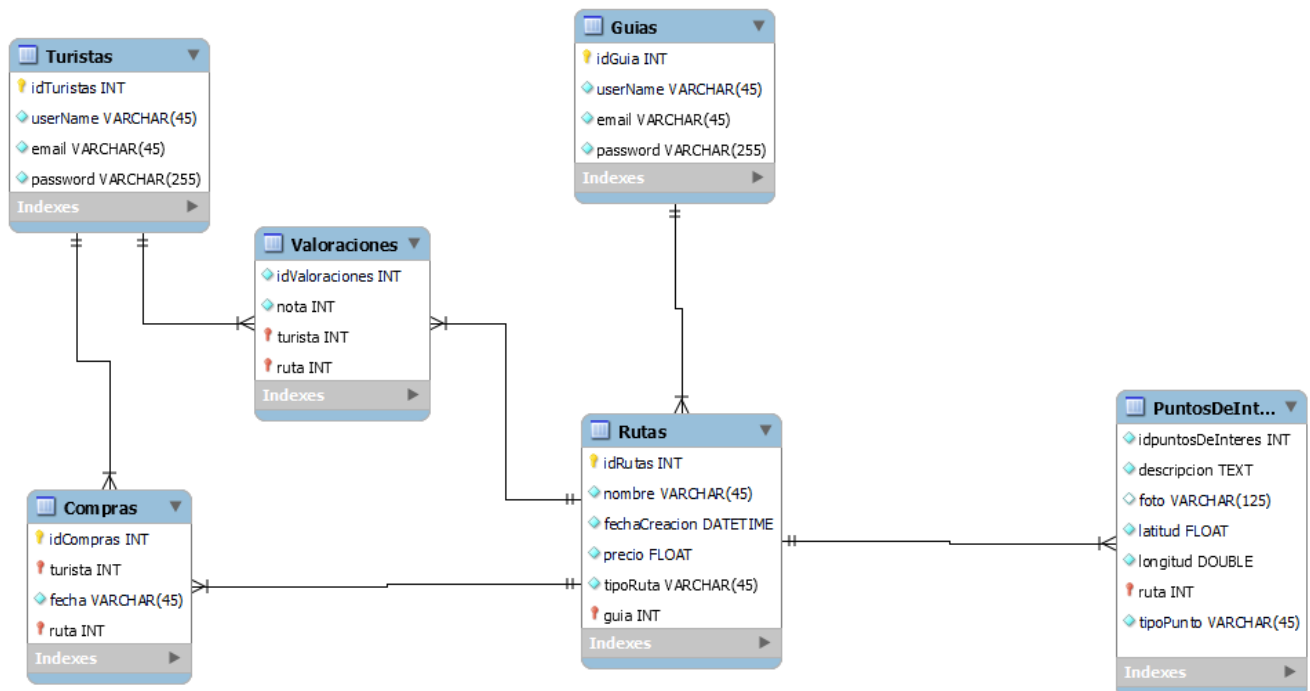 Turistas
idTuristas INT
userName VARCHAR(45)
email VARCHAR(45)
password VARCHAR(255)
Indexes
Guias
idGuia INT
userName VARCHAR(45)
email VARCHAR(45)
password VARCHAR(255)
Indexes
Valoraciones
idValoraciones INT
nota INT
turista INT
ruta INT
Indexes
Compras
idCompras INT
turista INT
fecha VARCHAR(45)
ruta INT
Indexes
Rutas
idRutas INT
nombre VARCHAR(45)
fechaCreacion DATETIME
precio FLOAT
tipoRuta VARCHAR(45)
guia INT
Indexes
PuntosDeInt...
idpuntosDeInteres INT
descripcion TEXT
foto VARCHAR(125)
latitud FLOAT
longitud DOUBLE
ruta INT
tipoPunto VARCHAR(45)
Indexes